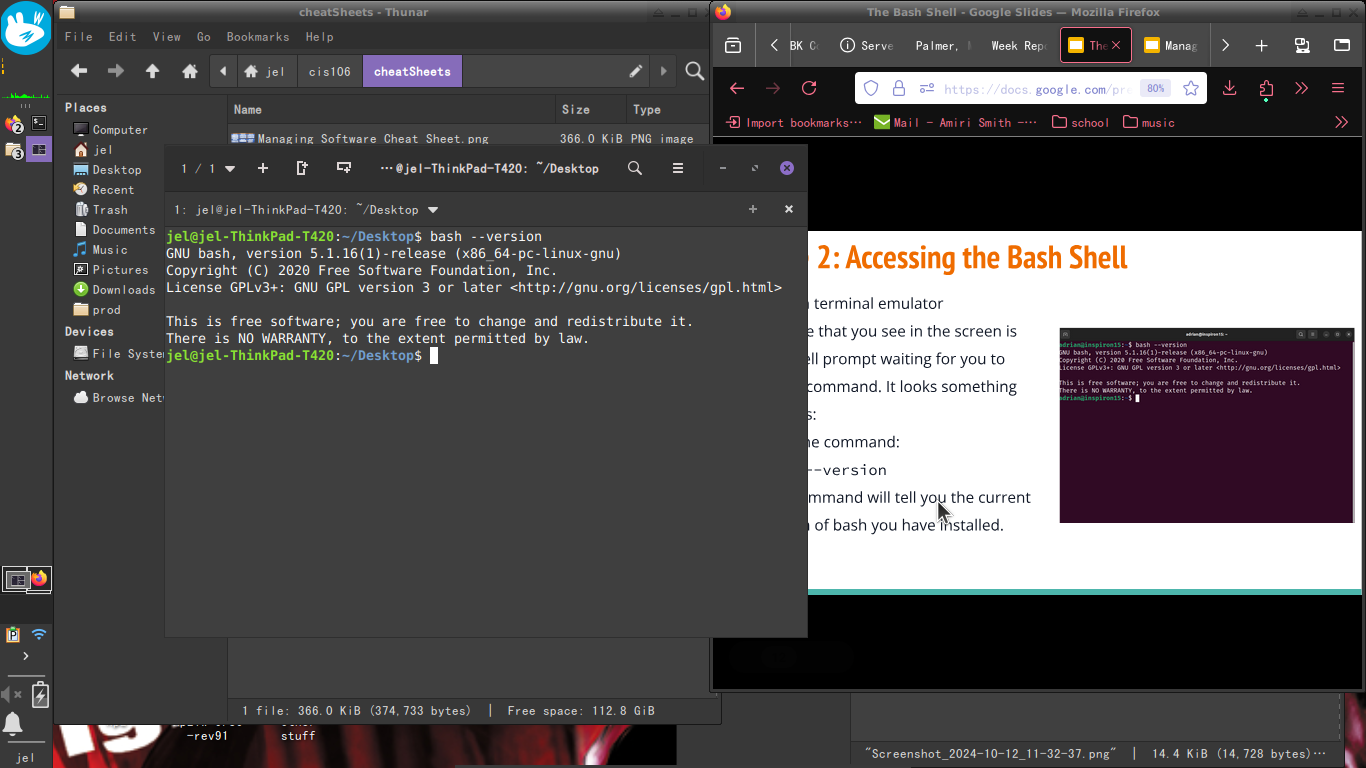 cheatSheets - Thunar
File Edit View Go Bookmarks Help
jel cis106 cheatSheets
Places
Computer
jel
Desktop
Recent
Trash
Documents
Music
Pictures
Downloads
prod
Devices
File Syste
Network
Browse Net
Name Size Type
Managing Software Cheat Sheet.png 366.0 KiB PNG image
1 file: 366.0 KiB (374,733 bytes) | Free space: 112.8 GiB
1 / 1 ···@jel-ThinkPad-T420: ~/Desktop
1: jel@jel-ThinkPad-T420: ~/Desktop
jel@jel-ThinkPad-T420:~/Desktop$ bash --version
GNU bash, version 5.1.16(1)-release (x86_64-pc-linux-gnu)
Copyright (C) 2020 Free Software Foundation, Inc.
License GPLv3+: GNU GPL version 3 or later <http://gnu.org/licenses/gpl.html>
This is free software; you are free to change and redistribute it.
There is NO WARRANTY, to the extent permitted by law.
jel@jel-ThinkPad-T420:~/Desktop$
The Bash Shell - Google Slides — Mozilla Firefox
BK Serve Palmer, Week Rep The Manag
https://docs.google.com/pr 80%
Import bookmarks··· Mail - Amiri Smith -··· school music
2: Accessing the Bash Shell
terminal emulator
e that you see in the screen is
ell prompt waiting for you to
command. It looks something
s:
ne command:
--version
mmand will tell you the current
of bash you have installed.
adrian@inspiron15: ~
adrian@inspiron15:~$ bash --version
GNU bash, version 5.1.16(1)-release (x86_64-pc-linux-gnu)
Copyright (C) 2020 Free Software Foundation, Inc.
License GPLv3+: GNU GPL version 3 or later <http://gnu.org/licenses/gpl.html>
This is free software; you are free to change and redistribute it.
There is NO WARRANTY, to the extent permitted by law.
adrian@inspiron15:~$
2
3
jel
-rev91
stuff
"Screenshot_2024-10-12_11-32-37.png" | 14.4 KiB (14,728 bytes)···